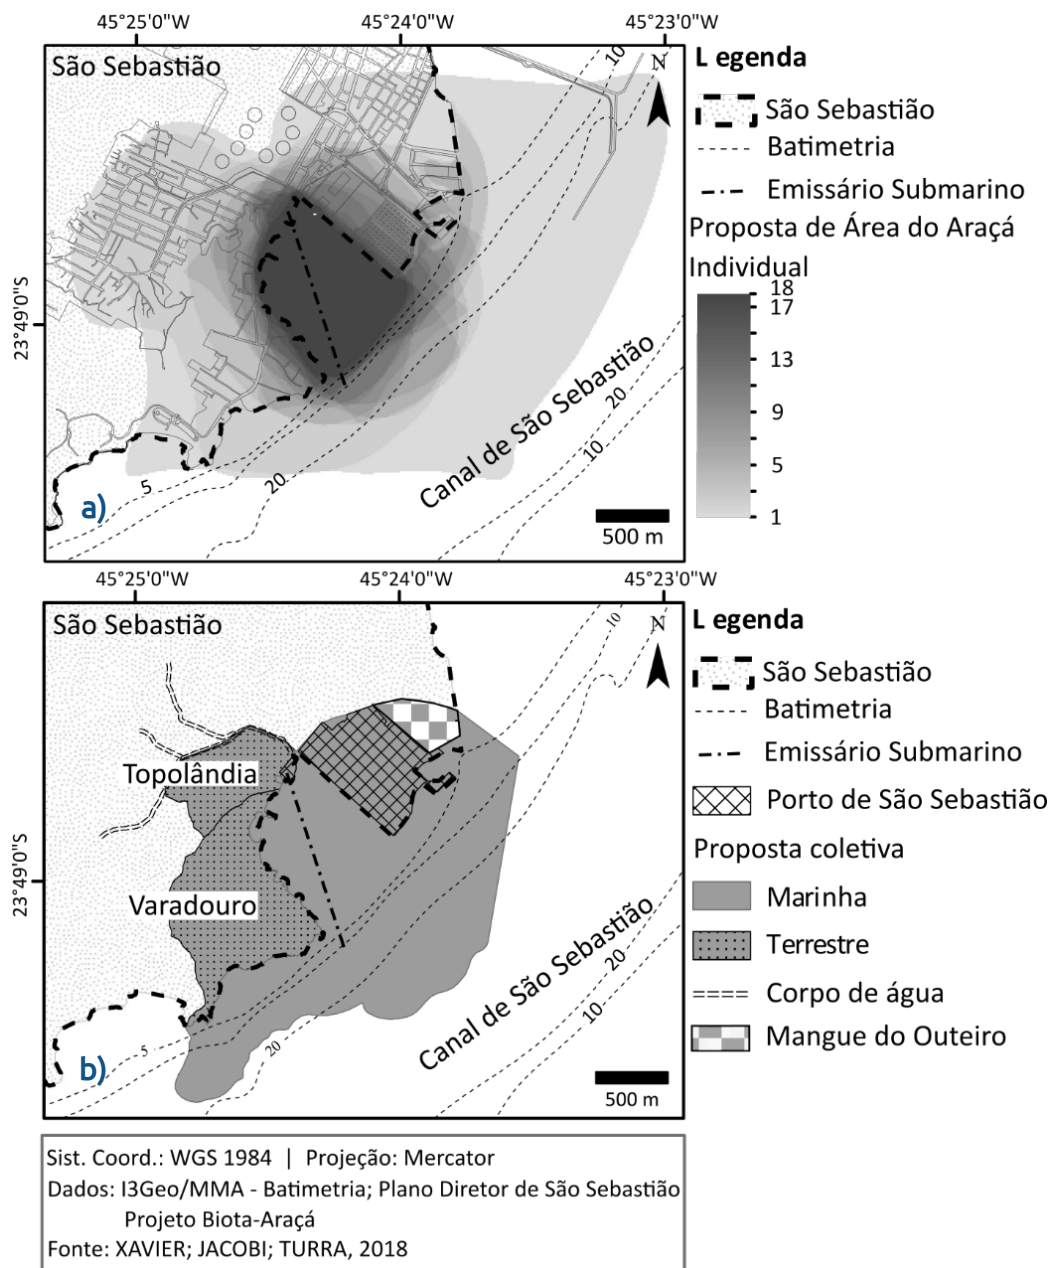 45°25'0"W
45°24'0"W
45°23'0"W
São Sebastião
10
N
23°49'0"S
Canal de São Sebastião
5
20
20
10
a)
500 m
L egenda
São Sebastião
Batimetria
Emissário Submarino
Proposta de Área do Araçá
Individual
18
17
13
9
5
1
45°25'0"W
45°24'0"W
45°23'0"W
São Sebastião
10
N
Topolândia
23°49'0"S
Varadouro
Canal de São Sebastião
5
20
20
10
b)
500 m
L egenda
São Sebastião
Batimetria
Emissário Submarino
Porto de São Sebastião
Proposta coletiva
Marinha
Terrestre
Corpo de água
Mangue do Outeiro
Sist. Coord.: WGS 1984 | Projeção: Mercator
Dados: I3Geo/MMA - Batimetria; Plano Diretor de São Sebastião
Projeto Biota-Araçá
Fonte: XAVIER; JACOBI; TURRA, 2018